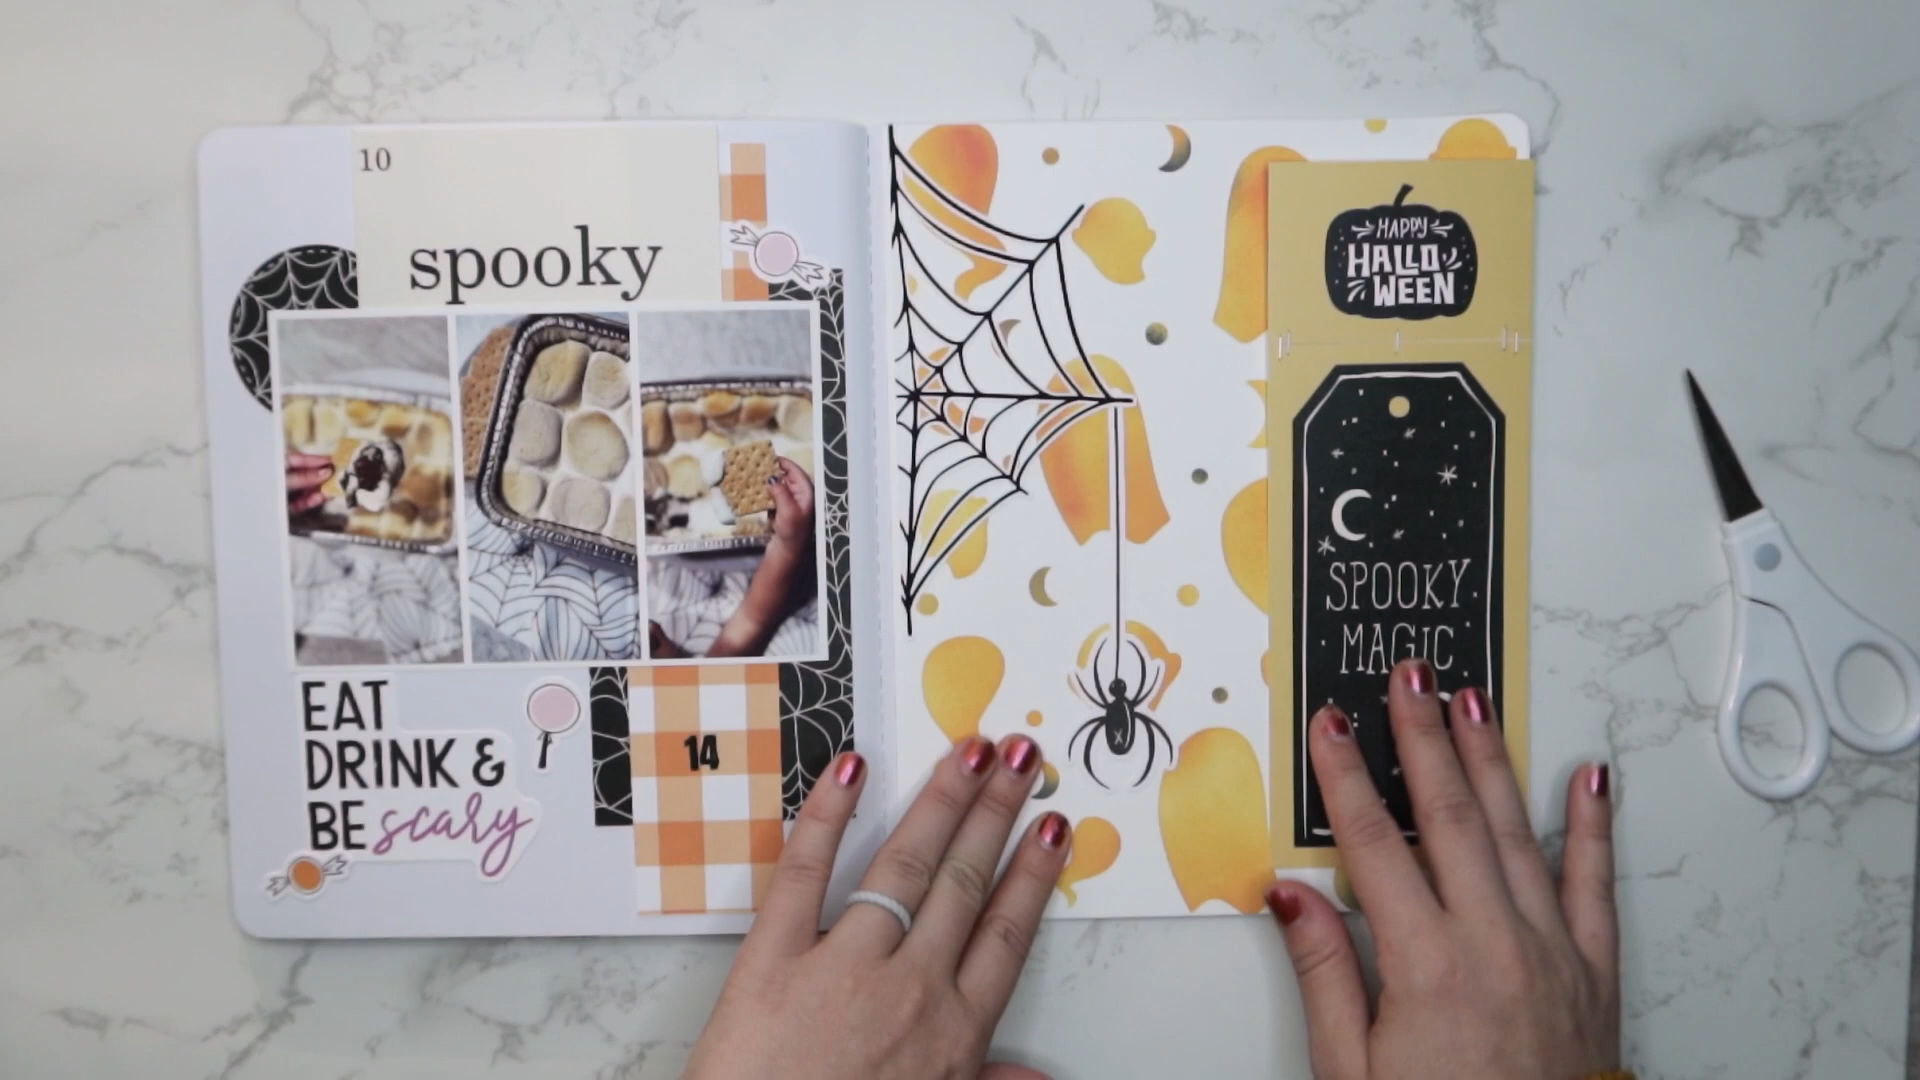 10
spooky
EAT
DRINK &
BE scary
14
HAPPY
HALLO
WEEN
SPOOKY
MAGIC